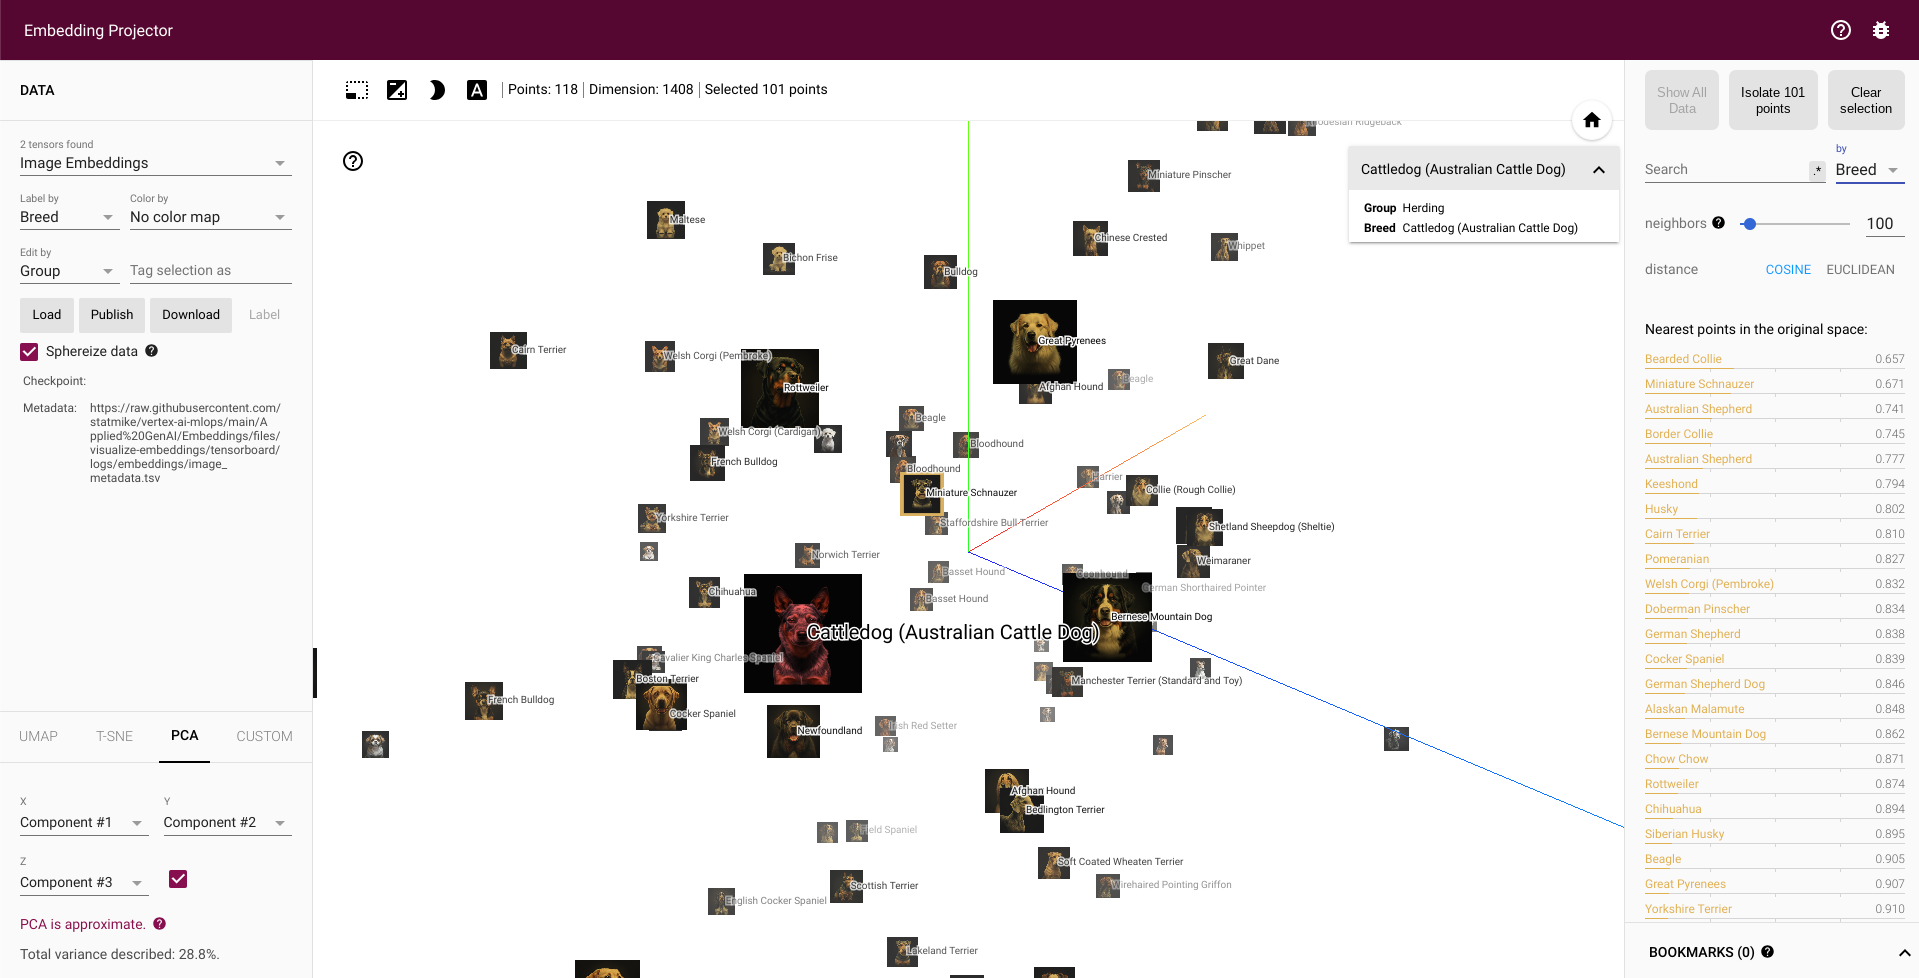 Embedding Projector
DATA
Points: 118 | Dimension: 1408 | Selected 101 points
Show All Data
Isolate 101 points
Clear selection
2 tensors found
Image Embeddings
Label by
Breed
Color by
No color map
Edit by
Group
Tag selection as
Load
Publish
Download
Label
Sphereize data
Checkpoint:
Metadata:
https://raw.githubusercontent.com/
statmike/vertex-ai-mlops/main/A
pplied%20GenAI/Embeddings/files/
visualize-embeddings/tensorboard/
logs/embeddings/image_
metadata.tsv
UMAP
T-SNE
PCA
CUSTOM
X
Component #1
Y
Component #2
Z
Component #3
PCA is approximate.
Total variance described: 28.8%.
Miniature Pinscher
Maltese
Chinese Crested
Whippet
Bichon Frise
Bulldog
Great Pyrenees
Cairn Terrier
Welsh Corgi (Pembroke)
Great Dane
Beagle
Rottweiler
Afghan Hound
Beagle
Welsh Corgi (Cardigan)
Bloodhound
French Bulldog
Bloodhound
Harrier
Miniature Schnauzer
Collie (Rough Collie)
Yorkshire Terrier
Staffordshire Bull Terrier
Shetland Sheepdog (Sheltie)
Norwich Terrier
Weimaraner
Basset Hound
Coonhound
German Shorthaired Pointer
Chihuahua
Basset Hound
Bernese Mountain Dog
Cattledog (Australian Cattle Dog)
Cavalier King Charles Spaniel
Boston Terrier
Manchester Terrier (Standard and Toy)
French Bulldog
Cocker Spaniel
Newfoundland
Irish Red Setter
Afghan Hound
Bedlington Terrier
Field Spaniel
Soft Coated Wheaten Terrier
Scottish Terrier
Wirehaired Pointing Griffon
English Cocker Spaniel
Lakeland Terrier
Cattledog (Australian Cattle Dog)
Group Herding
Breed Cattledog (Australian Cattle Dog)
Search
.*
by
Breed
neighbors
100
distance
COSINE
EUCLIDEAN
Nearest points in the original space:
Bearded Collie 0.657
Miniature Schnauzer 0.671
Australian Shepherd 0.741
Border Collie 0.745
Australian Shepherd 0.777
Keeshond 0.794
Husky 0.802
Cairn Terrier 0.810
Pomeranian 0.827
Welsh Corgi (Pembroke) 0.832
Doberman Pinscher 0.834
German Shepherd 0.838
Cocker Spaniel 0.839
German Shepherd Dog 0.846
Alaskan Malamute 0.848
Bernese Mountain Dog 0.862
Chow Chow 0.871
Rottweiler 0.874
Chihuahua 0.894
Siberian Husky 0.895
Beagle 0.905
Great Pyrenees 0.907
Yorkshire Terrier 0.910
BOOKMARKS (0)